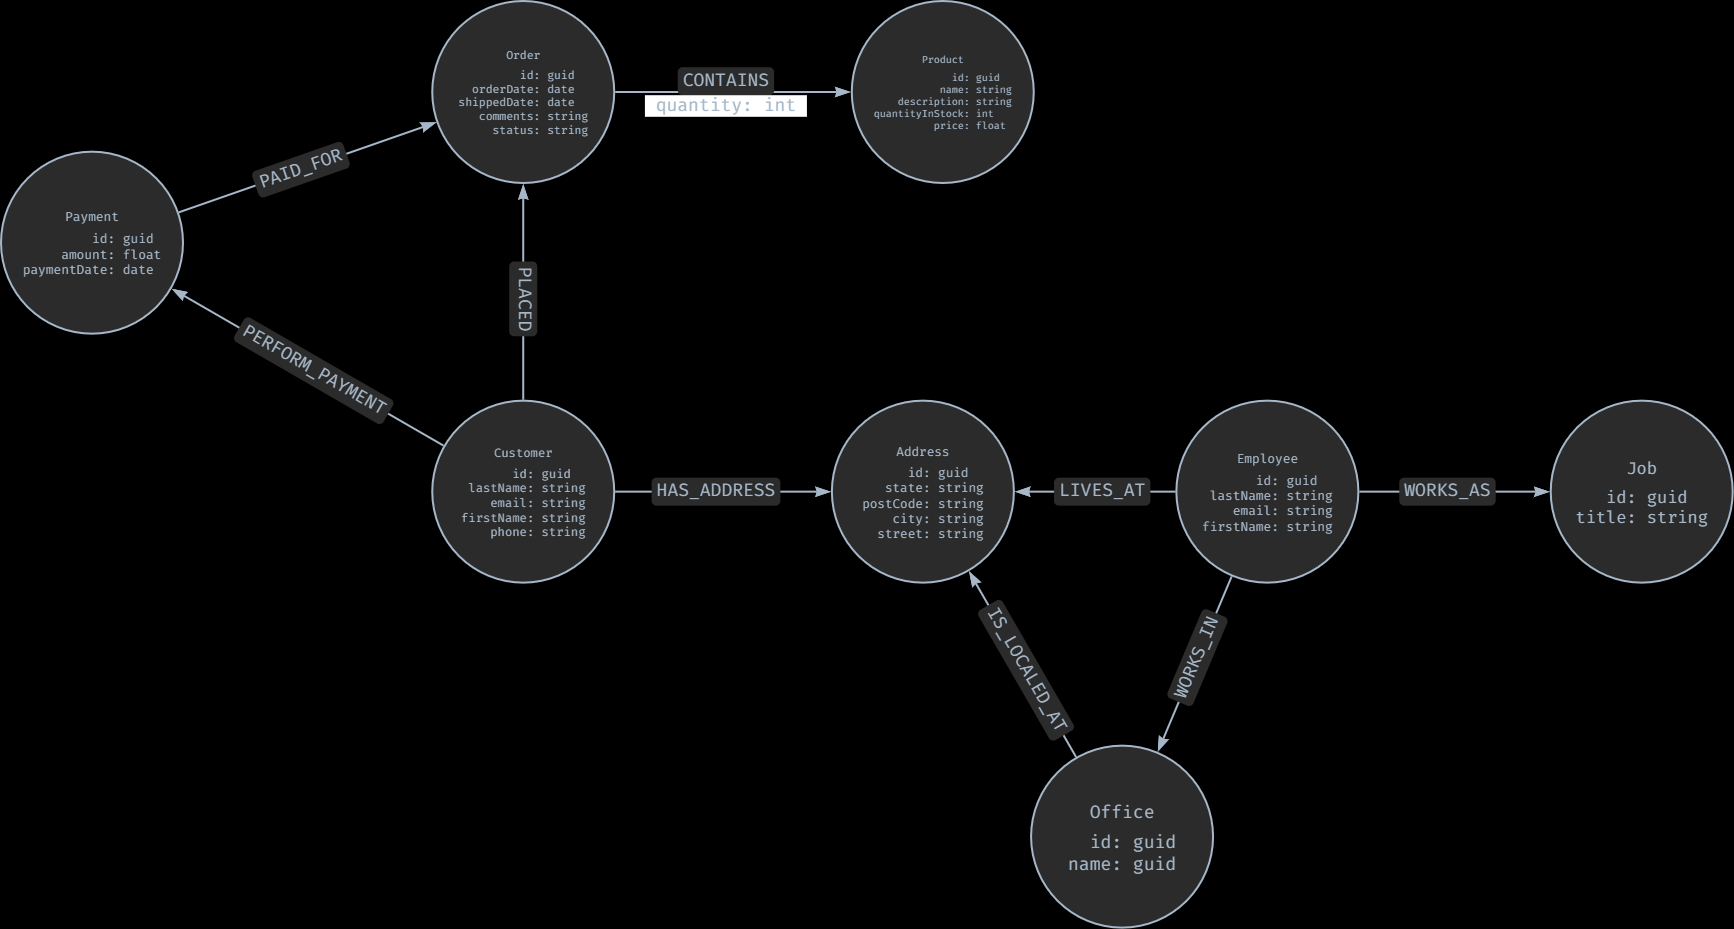 Order
id: guid
orderDate: date
shippedDate: date
comments: string
status: string
CONTAINS
quantity: int
Product
id: guid
name: string
description: string
quantityInStock: int
price: float
PAID_FOR
Payment
id: guid
amount: float
paymentDate: date
PLACED
PERFORM_PAYMENT
Customer
id: guid
lastName: string
email: string
firstName: string
phone: string
HAS_ADDRESS
Address
id: guid
state: string
postCode: string
city: string
street: string
LIVES_AT
Employee
id: guid
lastName: string
email: string
firstName: string
WORKS_AS
Job
id: guid
title: string
IS_LOCALED_AT
WORKS_IN
Office
id: guid
name: guid